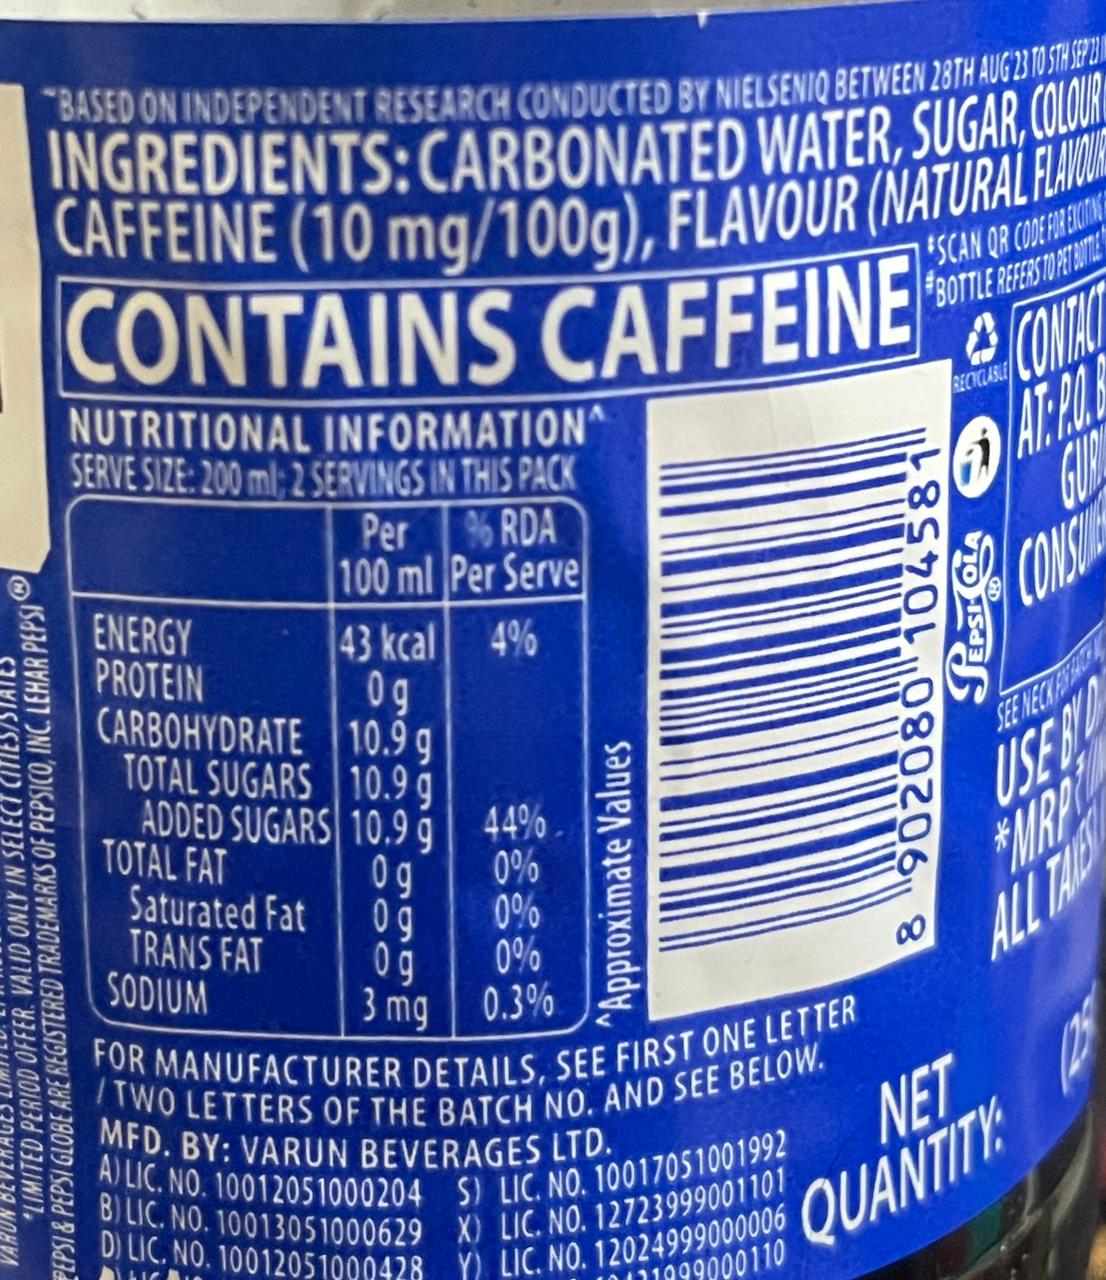 ~BASED ON INDEPENDENT RESEARCH CONDUCTED BY NIELSENIQ BETWEEN 28TH AUG'23 TO 5TH SEP'23
INGREDIENTS: CARBONATED WATER, SUGAR, COLOUR
CAFFEINE (10 mg/100g), FLAVOUR (NATURAL FLAVOUR
*SCAN QR CODE FOR EXCITING
#BOTTLE REFERS TO PET BOTTLE.
CONTAINS CAFFEINE
NUTRITIONAL INFORMATION^
SERVE SIZE: 200 ml; 2 SERVINGS IN THIS PACK
Per 100 ml % RDA Per Serve
ENERGY 43 kcal 4%
PROTEIN 0 g
CARBOHYDRATE 10.9 g
TOTAL SUGARS 10.9 g
ADDED SUGARS 10.9 g 44%
TOTAL FAT 0 g 0%
Saturated Fat 0 g 0%
TRANS FAT 0 g 0%
SODIUM 3 mg 0.3%
^Approximate Values
8 902080 104581
RECYCLABLE
PEPSI-COLA®
CONTACT
AT: P.O.
SEE NECK FOR BATCH
USE BY
*MRP
ALL TAXES
FOR MANUFACTURER DETAILS, SEE FIRST ONE LETTER
/ TWO LETTERS OF THE BATCH NO. AND SEE BELOW.
MFD. BY: VARUN BEVERAGES LTD.
A) LIC. NO. 10012051000204 S) LIC. NO. 10017051001992
B) LIC. NO. 10013051000629 X) LIC. NO. 12723999001101
D) LIC. NO. 10012051000428 Y) LIC. NO. 12024999000006
NET
QUANTITY:
VARUN BEVERAGES LIMITED.
*LIMITED PERIOD OFFER. VALID ONLY IN SELECT CITIES/STATES
PEPSI & PEPSI GLOBE ARE REGISTERED TRADEMARKS OF PEPSICO, INC. LEHAR PEPSI ®